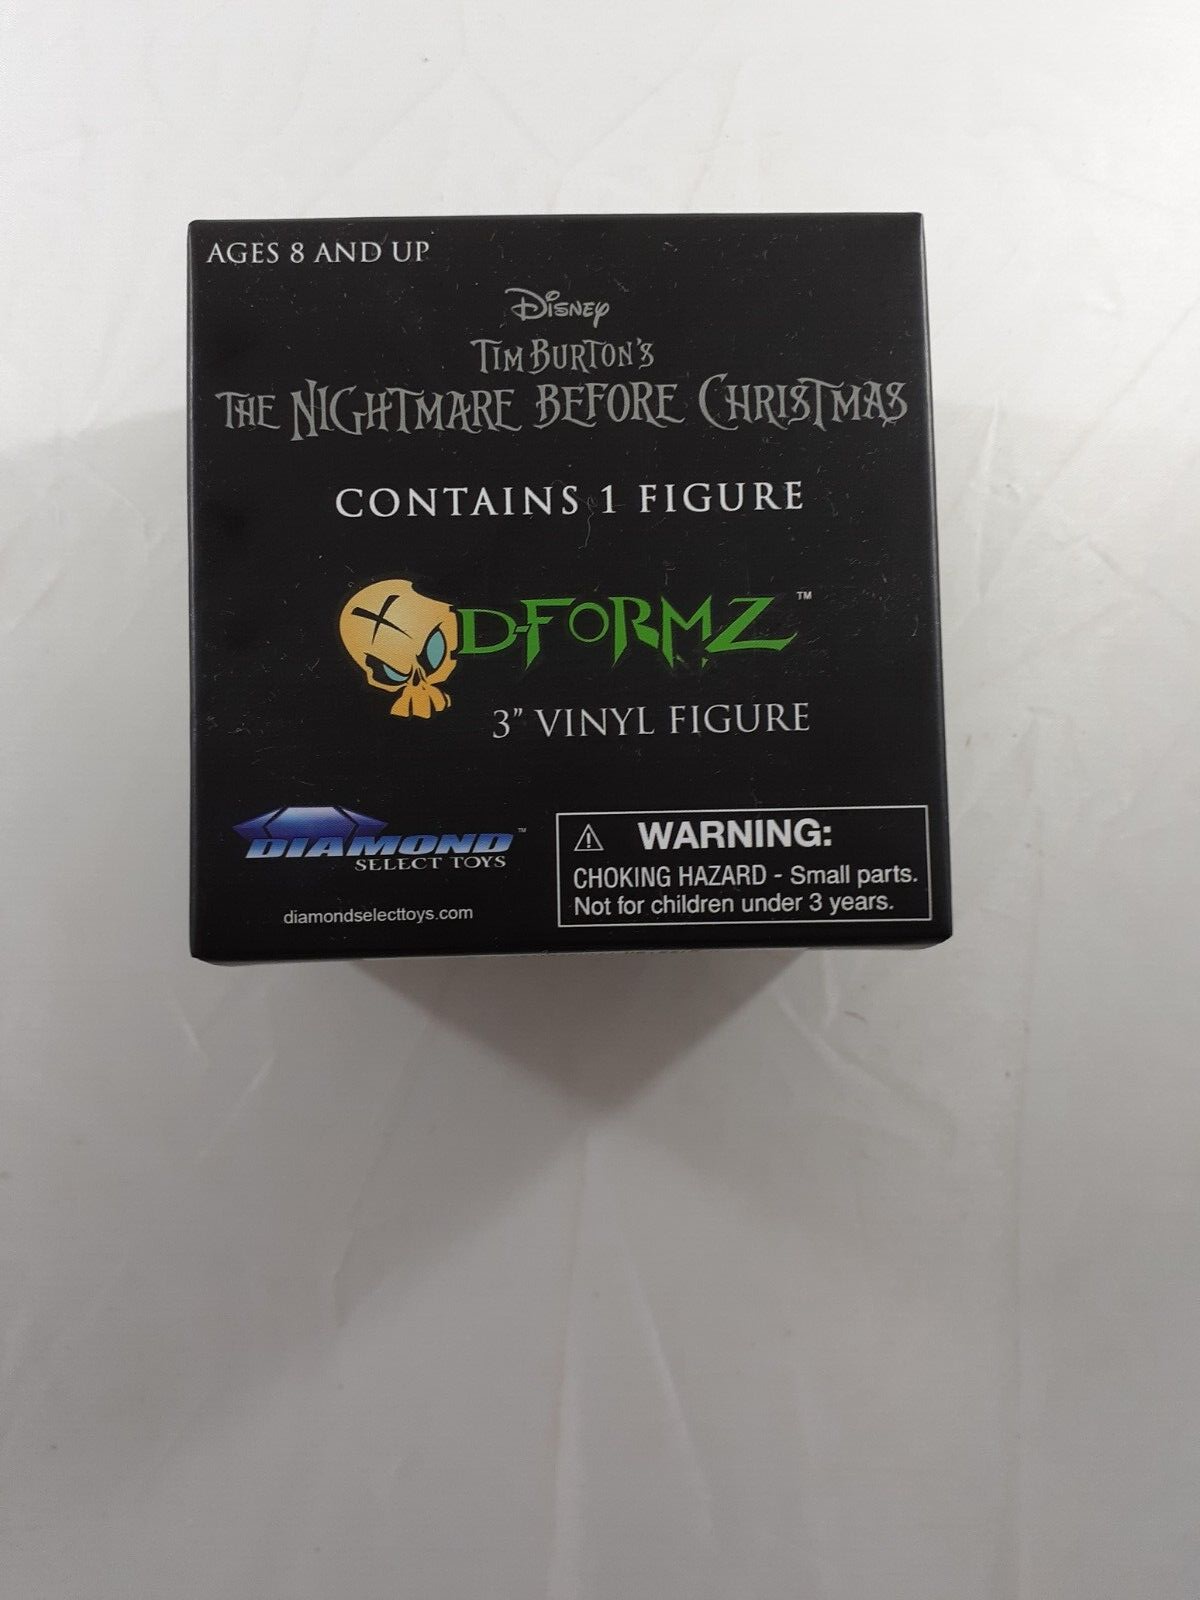 AGES 8 AND UP
Disney
TIM BURTON'S
THE NIGHTMARE BEFORE CHRISTMAS
CONTAINS 1 FIGURE
D-FORMZ™
3” VINYL FIGURE
DIAMOND™
SELECT TOYS
diamondselecttoys.com
WARNING:
CHOKING HAZARD - Small parts.
Not for children under 3 years.